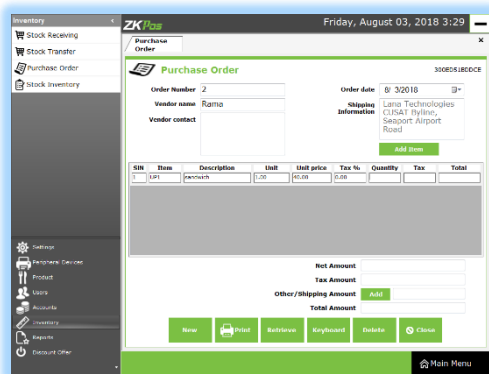 Inventory
Stock Receiving
Stock Transfer
Purchase Order
Stock Inventory
Settings
Peripheral Devices
Product
Users
Accounts
Inventory
Reports
Discount Offer
ZKPos
Friday, August 03, 2018 3:29
Purchase
Order
×
Purchase Order
Order Number 2
Vendor name Rama
Vendor contact
Order date 8/ 3/2018
Shipping
Information
Lana Technologies
CUSAT Byline,
Seaport Airport
Road
Add Item
SIN Item Description Unit Unit price Tax % Quantity Tax Total
1 UP1 sandwich 1.00 40.00 0.00
Net Amount
Tax Amount
Other/Shipping Amount Add
Total Amount
New Print Retrieve Keyboard Delete Close
Main Menu